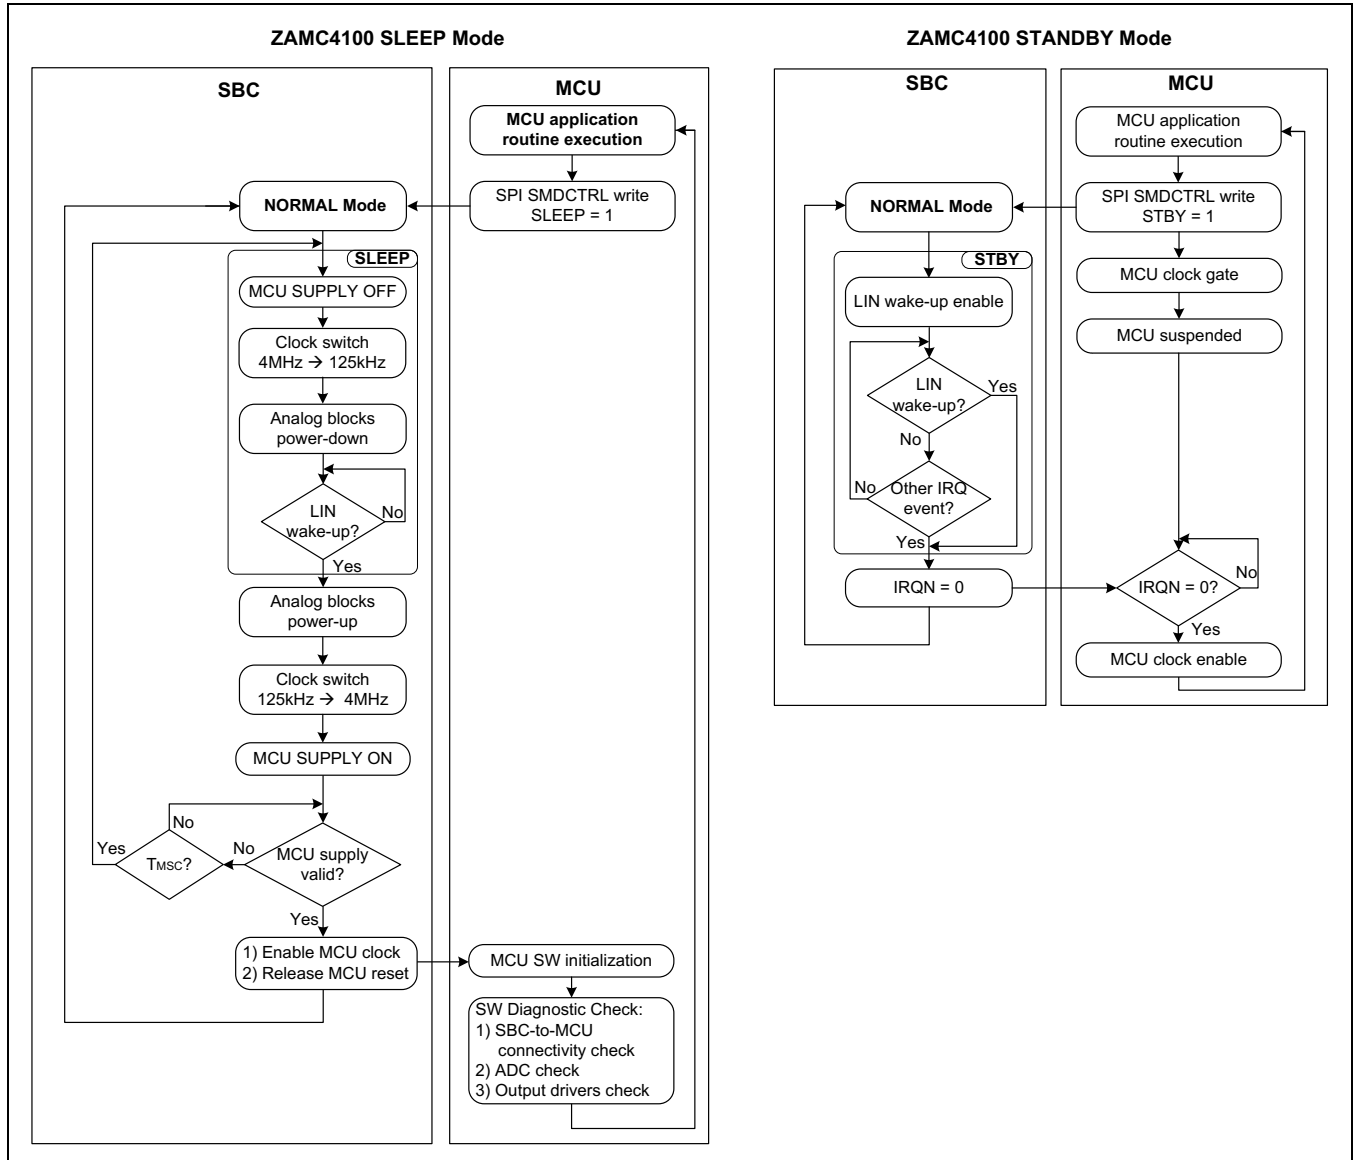 ZAMC4100 SLEEP Mode
SBC
MCU
MCU application
routine execution
SPI SMDCTRL write
SLEEP = 1
NORMAL Mode
SLEEP
MCU SUPPLY OFF
Clock switch
4MHz → 125kHz
Analog blocks
power-down
LIN
wake-up?
No
Yes
Analog blocks
power-up
Clock switch
125kHz → 4MHz
MCU SUPPLY ON
No
Yes
TMSC?
No
MCU supply
valid?
Yes
1) Enable MCU clock
2) Release MCU reset
MCU SW initialization
SW Diagnostic Check:
1) SBC-to-MCU
connectivity check
2) ADC check
3) Output drivers check
ZAMC4100 STANDBY Mode
SBC
MCU
MCU application
routine execution
SPI SMDCTRL write
STBY = 1
NORMAL Mode
STBY
MCU clock gate
LIN wake-up enable
MCU suspended
LIN
wake-up?
Yes
No
No
Other IRQ
event?
Yes
IRQN = 0
IRQN = 0?
No
Yes
MCU clock enable